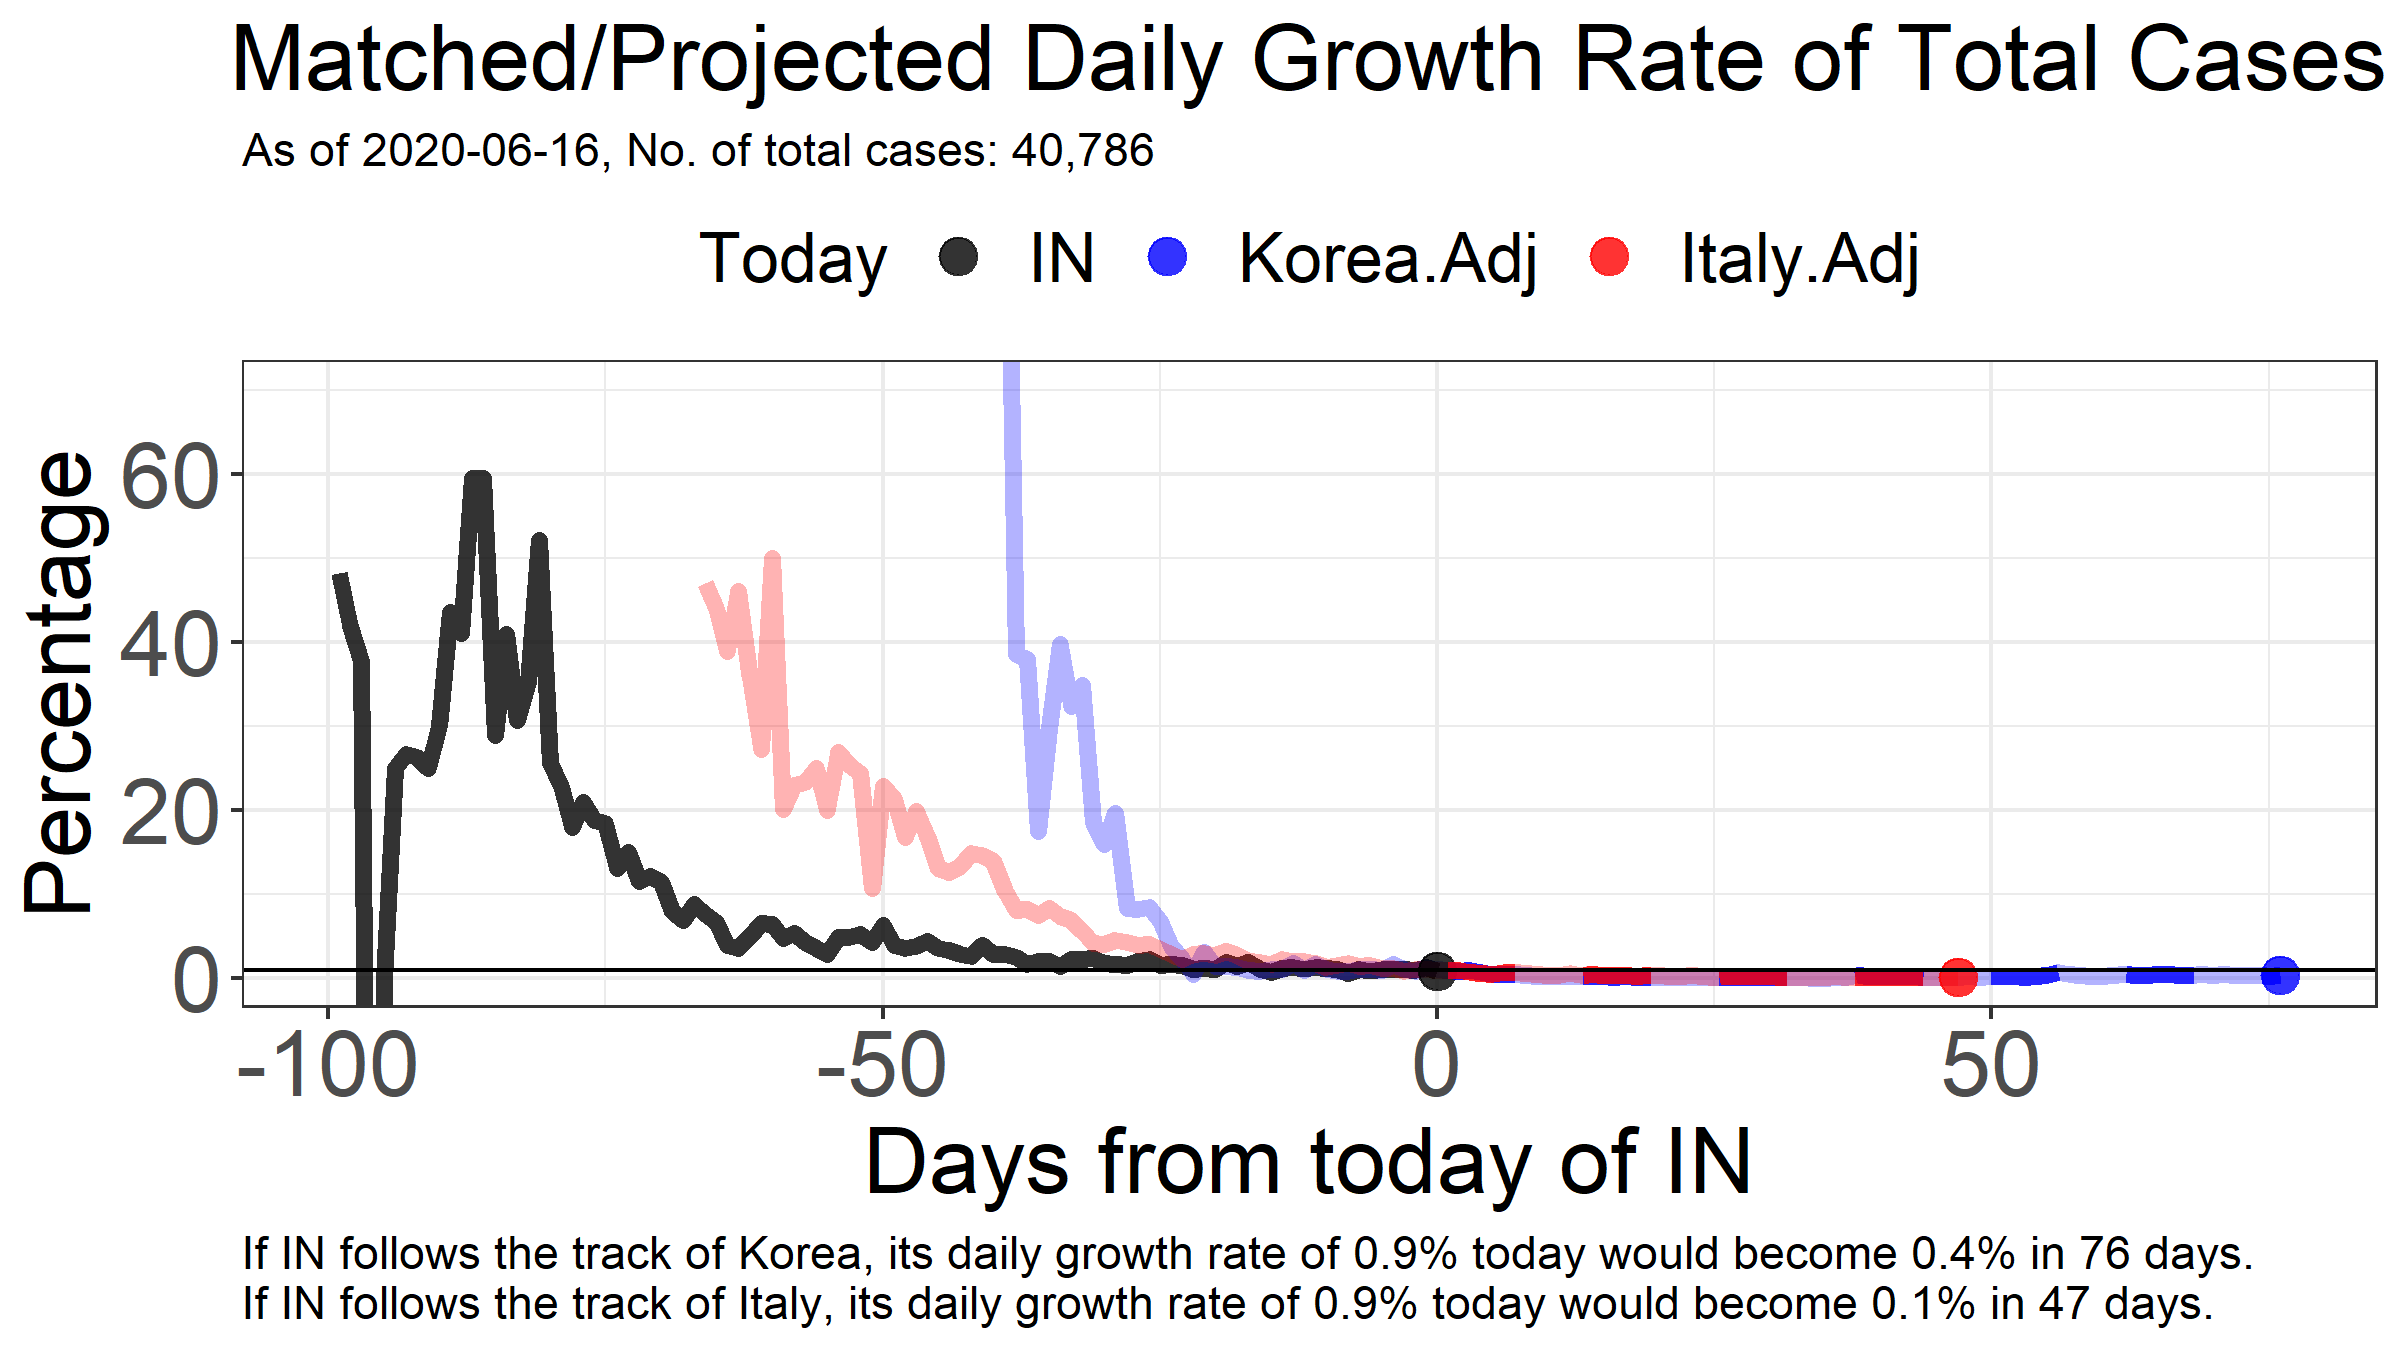 Matched/Projected Daily Growth Rate of Total Cases
As of 2020-06-16, No. of total cases: 40,786
Today IN Korea.Adj Italy.Adj
Percentage
60
40
20
0
-100 -50 0 50
Days from today of IN
If IN follows the track of Korea, its daily growth rate of 0.9% today would become 0.4% in 76 days.
If IN follows the track of Italy, its daily growth rate of 0.9% today would become 0.1% in 47 days.